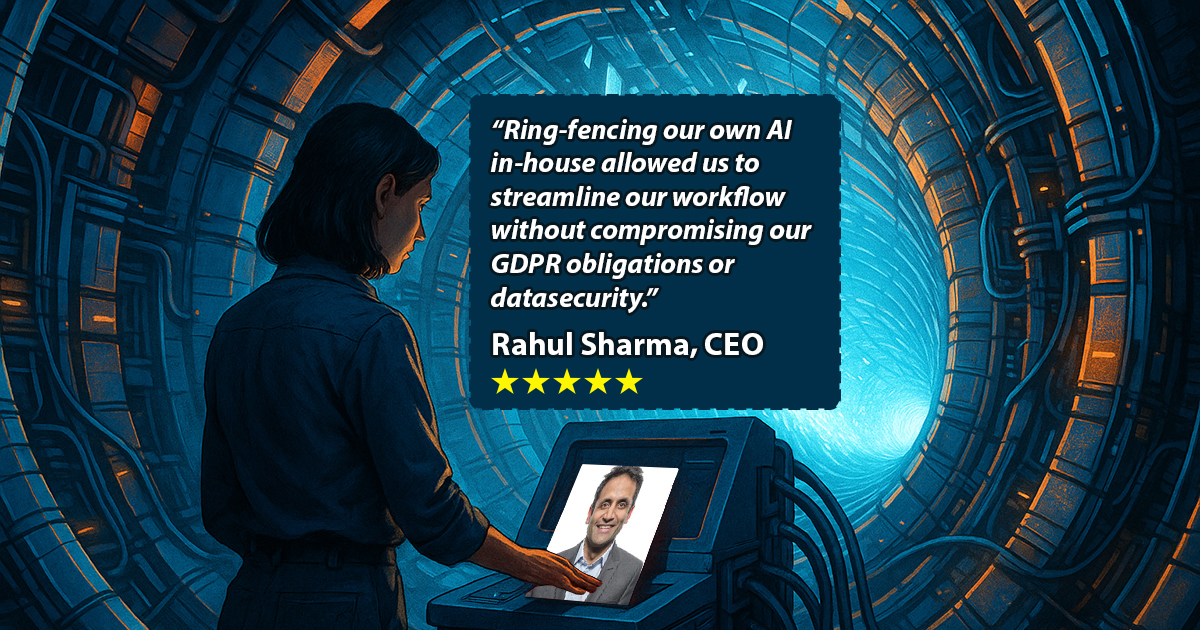 “Ring-fencing our own AI
in-house allowed us to
streamline our workflow
without compromising our
GDPR obligations or
datasecurity.”
Rahul Sharma, CEO
★★★★★